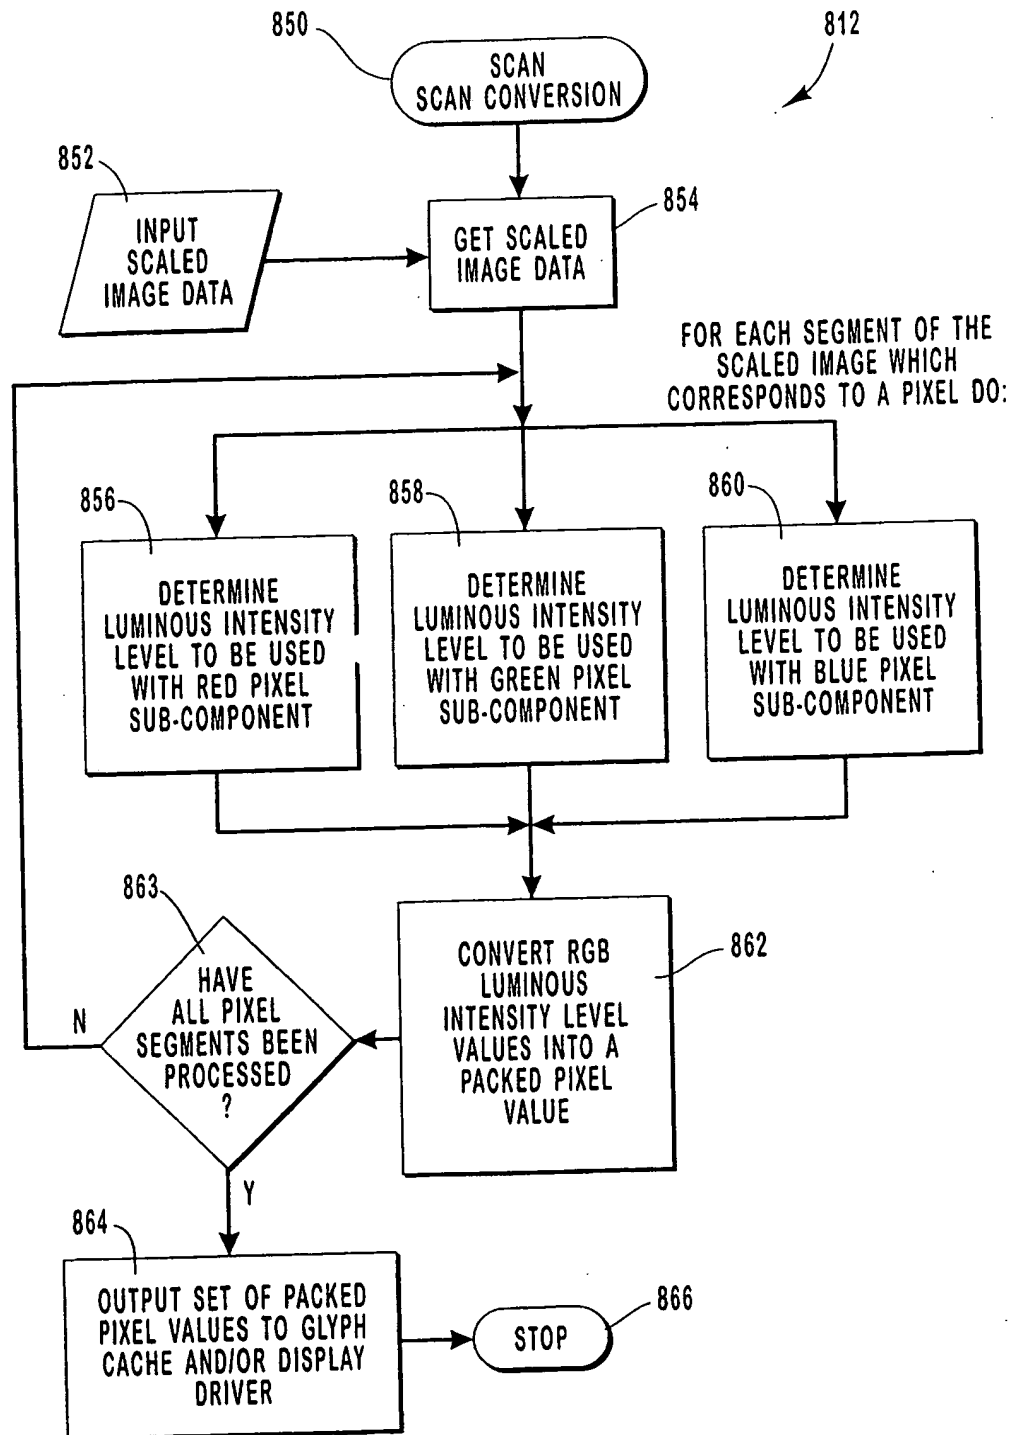 850
812
SCAN
SCAN CONVERSION
852
854
INPUT
SCALED
IMAGE DATA
GET SCALED
IMAGE DATA
FOR EACH SEGMENT OF THE
SCALED IMAGE WHICH
CORRESPONDS TO A PIXEL DO:
856
858
860
DETERMINE
LUMINOUS INTENSITY
LEVEL TO BE USED
WITH RED PIXEL
SUB-COMPONENT
DETERMINE
LUMINOUS INTENSITY
LEVEL TO BE USED
WITH GREEN PIXEL
SUB-COMPONENT
DETERMINE
LUMINOUS INTENSITY
LEVEL TO BE USED
WITH BLUE PIXEL
SUB-COMPONENT
863
862
HAVE
ALL PIXEL
SEGMENTS BEEN
PROCESSED
?
N
CONVERT RGB
LUMINOUS
INTENSITY LEVEL
VALUES INTO A
PACKED PIXEL
VALUE
Y
864
OUTPUT SET OF PACKED
PIXEL VALUES TO GLYPH
CACHE AND/OR DISPLAY
DRIVER
866
STOP